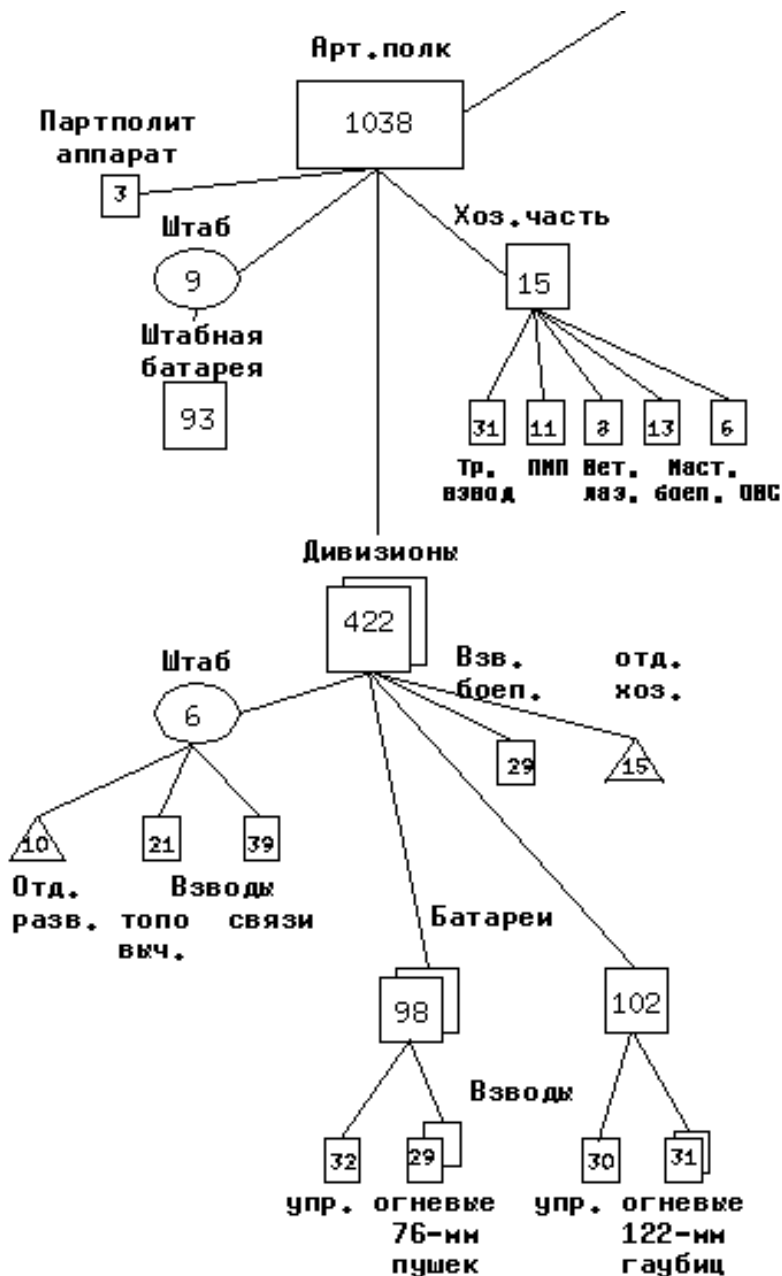 Арт.полк
1038
Партполит
аппарат
3
Штаб
9
Хоз.часть
15
Штабная
батарея
93
31 11 8 13 6
Тр. ПМП Вет. Маст.
взвод лаз. боеп. ОВС
Дивизионы
422
Штаб
6
Взв. отд.
боеп. хоз.
29 15
10 21 39
Отд. Взводы
разв. топо связи
выч.
Батареи
98 102
Взводы
32 29 30 31
упр. огневые упр. огневые
76-мм 122-мм
пушек гаубиц